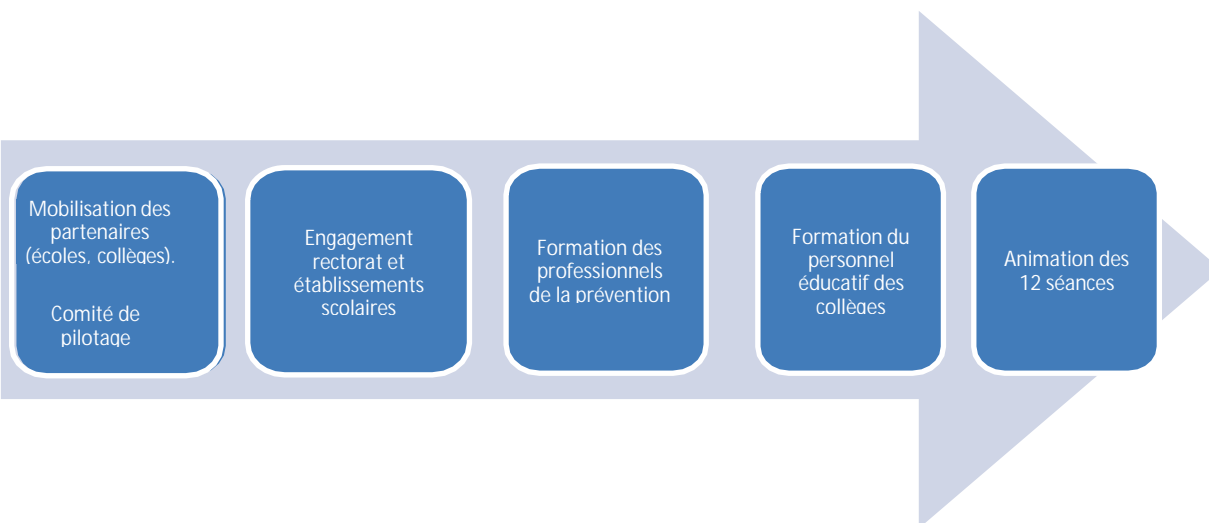 Mobilisation des
partenaires
(écoles, collèges).
Comité de
pilotage
Engagement
rectorat et
établissements
scolaires
Formation des
professionnels
de la prévention
Formation du
personnel
éducatif des
collèges
Animation des
12 séances